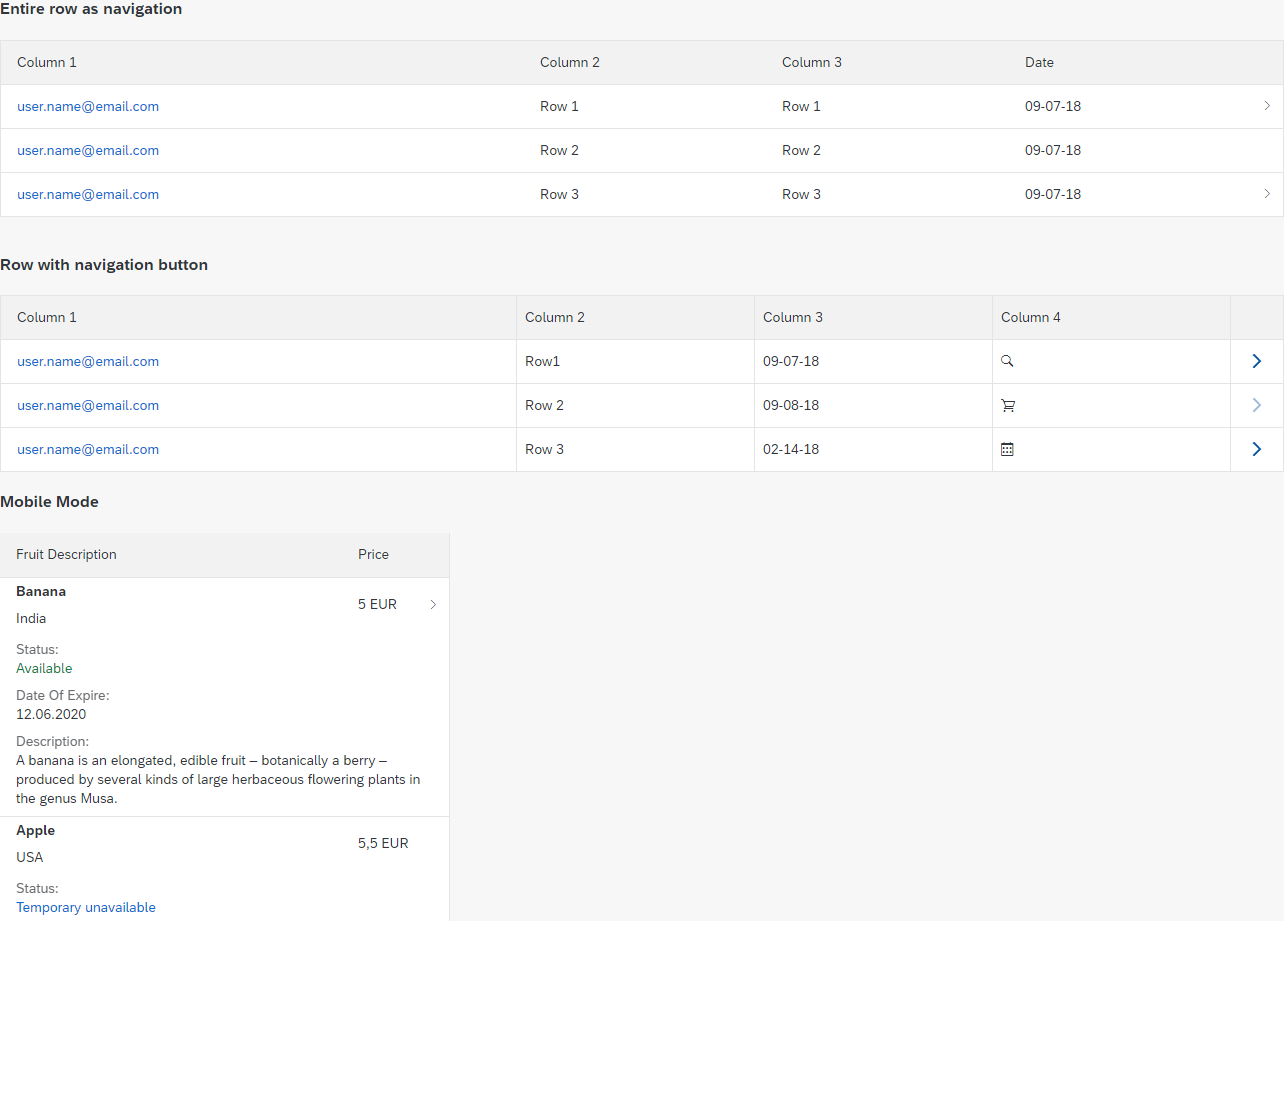 Entire row as navigation
Column 1 Column 2 Column 3 Date
user.name@email.com Row 1 Row 1 09-07-18
user.name@email.com Row 2 Row 2 09-07-18
user.name@email.com Row 3 Row 3 09-07-18
Row with navigation button
Column 1 Column 2 Column 3 Column 4
user.name@email.com Row1 09-07-18
user.name@email.com Row 2 09-08-18
user.name@email.com Row 3 02-14-18
Mobile Mode
Fruit Description Price
Banana
5 EUR
India
Status:
Available
Date Of Expire:
12.06.2020
Description:
A banana is an elongated, edible fruit – botanically a berry –
produced by several kinds of large herbaceous flowering plants in
the genus Musa.
Apple
5,5 EUR
USA
Status:
Temporary unavailable